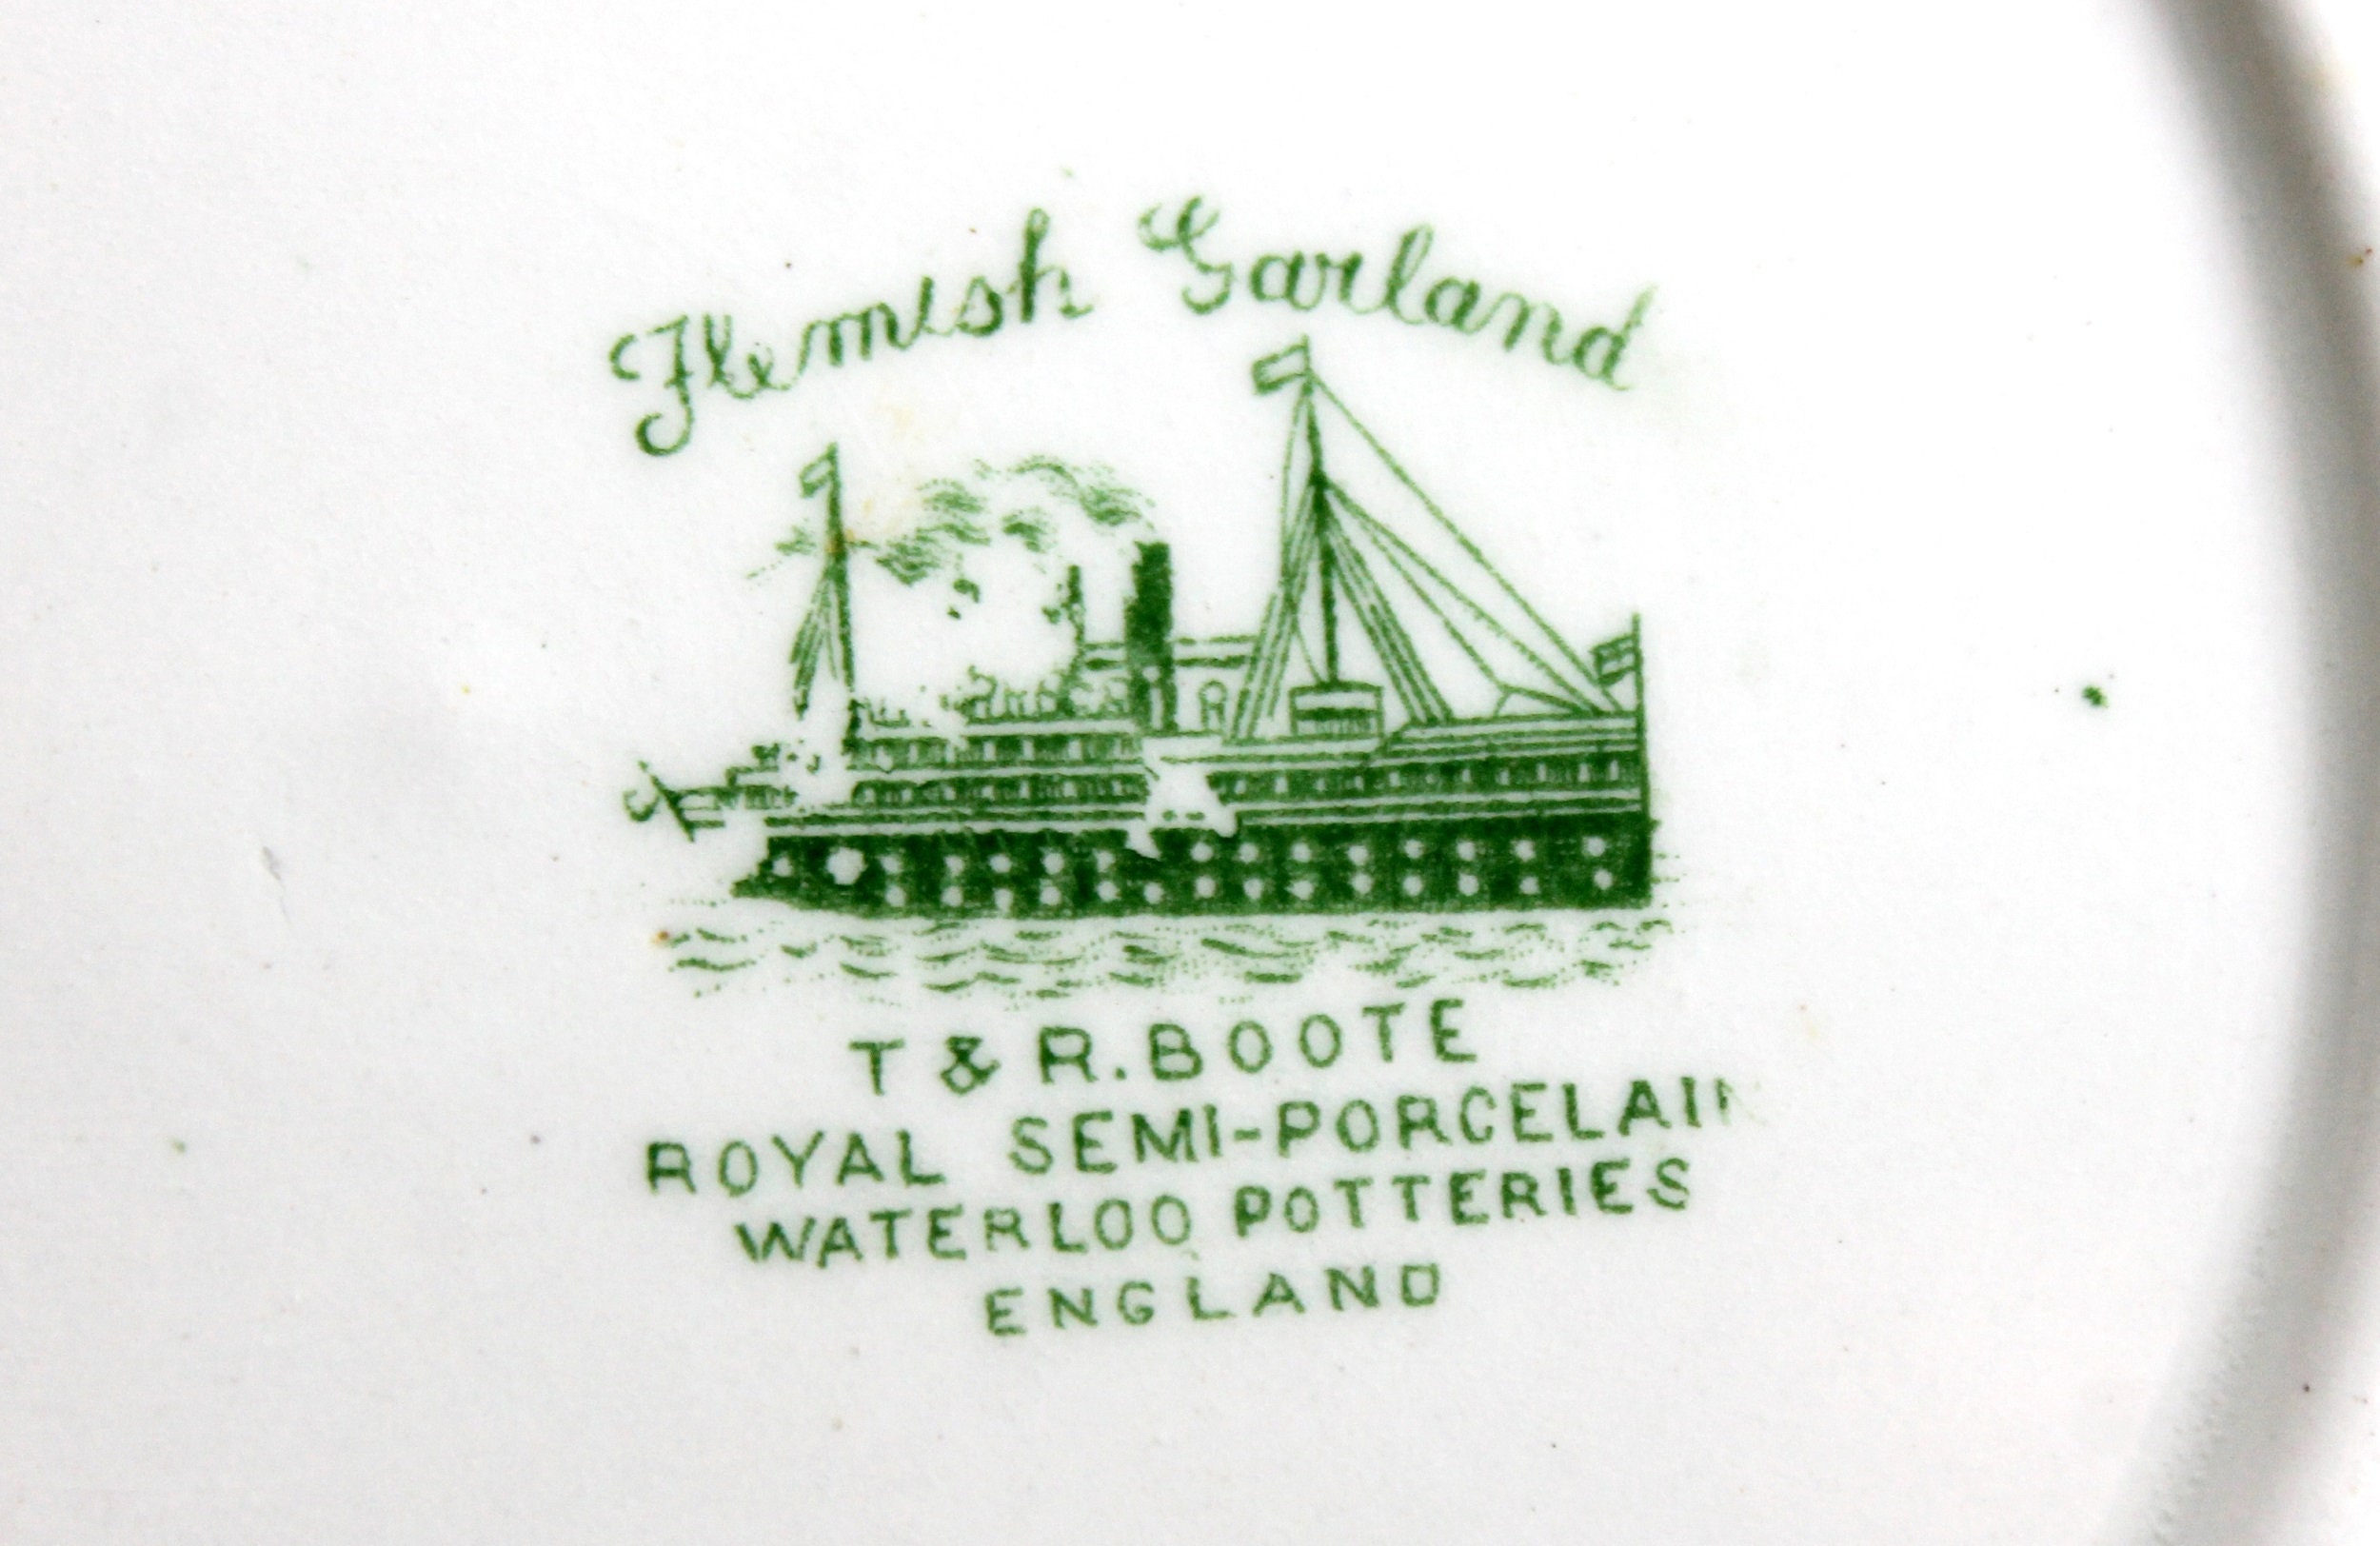 Flemish Garland
T & R. BOOTE
ROYAL SEMI-PORCELAIN
WATERLOO POTTERIES
ENGLAND